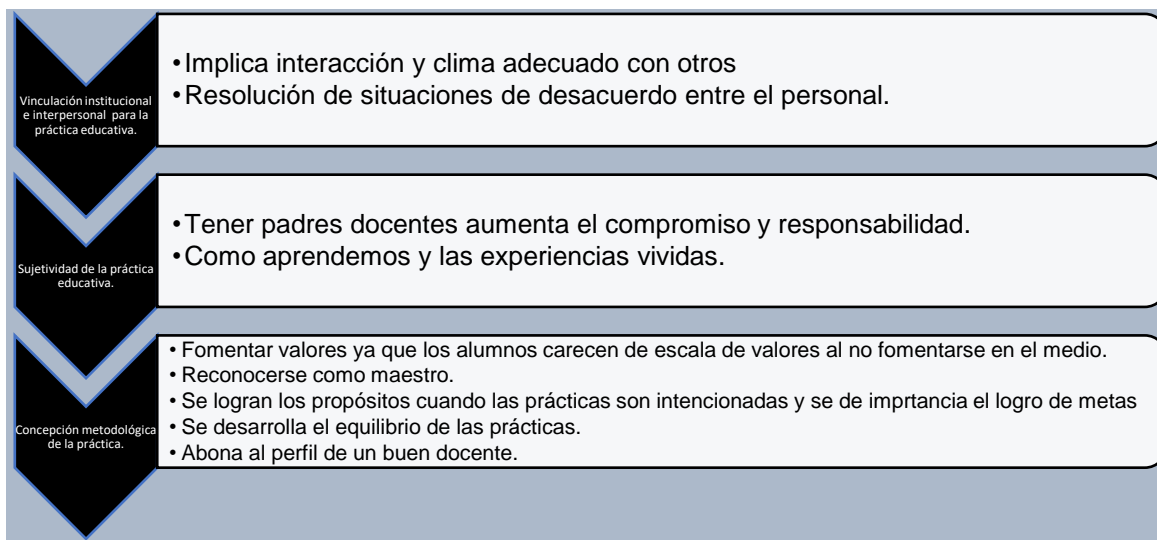 Vinculación institucional
e interpersonal para la
práctica educativa.
•Implica interacción y clima adecuado con otros
•Resolución de situaciones de desacuerdo entre el personal.
Sujetividad de la práctica
educativa.
•Tener padres docentes aumenta el compromiso y responsabilidad.
•Como aprendemos y las experiencias vividas.
Concepción metodológica
de la práctica.
• Fomentar valores ya que los alumnos carecen de escala de valores al no fomentarse en el medio.
• Reconocerse como maestro.
• Se logran los propósitos cuando las prácticas son intencionadas y se de imprtancia el logro de metas
• Se desarrolla el equilibrio de las prácticas.
• Abona al perfil de un buen docente.